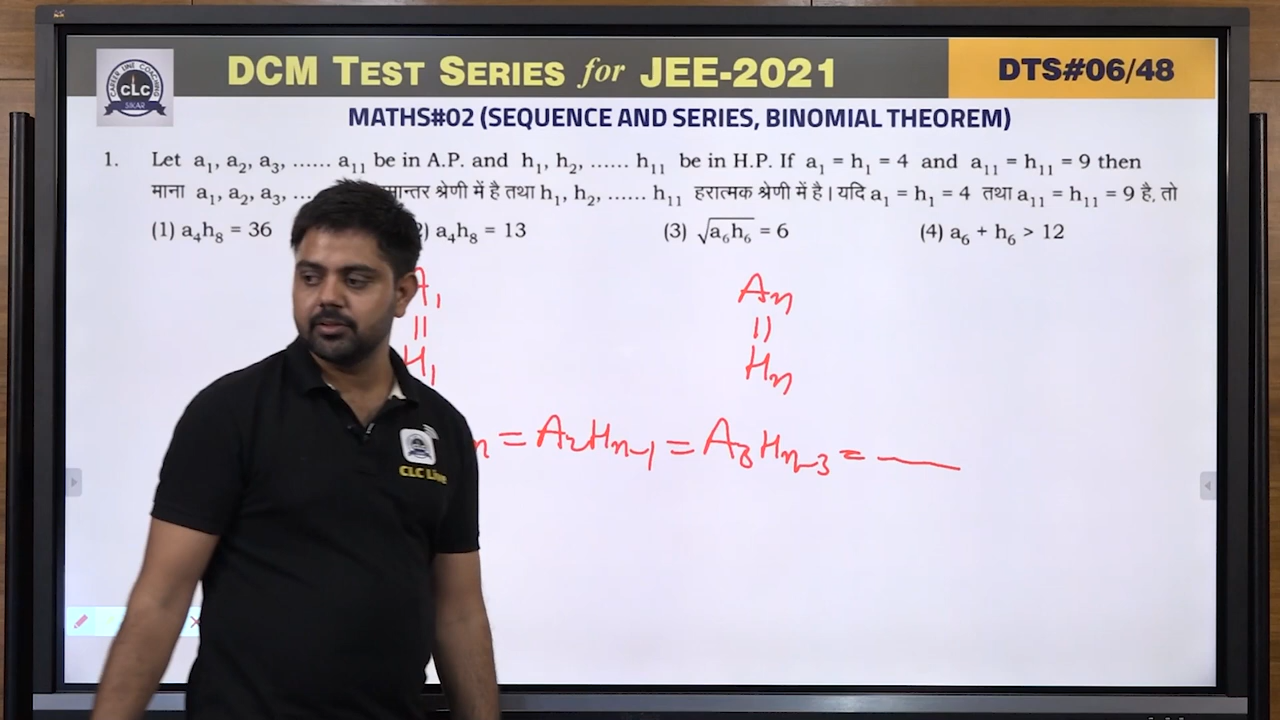 CAREER LINE COACHING
CLC
SIKAR
DCM TEST SERIES for JEE-2021
DTS#06/48
MATHS#02 (SEQUENCE AND SERIES, BINOMIAL THEOREM)
1. Let a₁, a₂, a₃, ...... a₁₁ be in A.P. and h₁, h₂, ...... h₁₁ be in H.P. If a₁ = h₁ = 4 and a₁₁ = h₁₁ = 9 then
माना a₁, a₂, a₃, ... श्रेणी में है तथा h₁, h₂, ...... h₁₁ हरात्मक श्रेणी में है। यदि a₁ = h₁ = 4 तथा a₁₁ = h₁₁ = 9 है, तो
(1) a₄h₈ = 36 2) a₄h₈ = 13 (3) √a₆h₆ = 6 (4) a₆ + h₆ > 12
A₁ Aₙ
= =
H₁ Hₙ
n = A₂Hₙ₋₁ = A₃Hₙ₋₃ = —
CLC Live